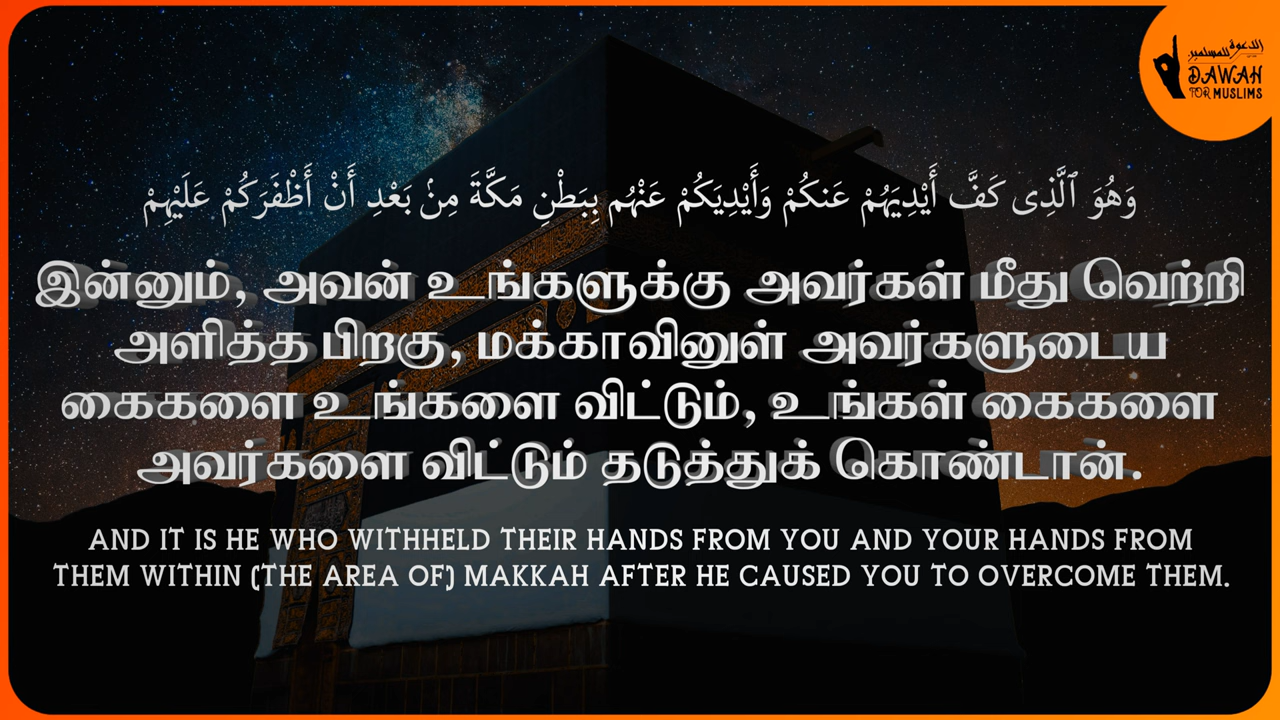 الدعوة للمسلمين
DAWAH
FOR MUSLIMS
وَهُوَ ٱلَّذِى كَفَّ أَيْدِيَهُمْ عَنكُمْ وَأَيْدِيَكُمْ عَنْهُم بِبَطْنِ مَكَّةَ مِنۢ بَعْدِ أَنْ أَظْفَرَكُمْ عَلَيْهِمْ
இன்னும், அவன் உங்களுக்கு அவர்கள் மீது வெற்றி
அளித்த பிறகு, மக்காவினுள் அவர்களுடைய
கைகளை உங்களை விட்டும், உங்கள் கைகளை
அவர்களை விட்டும் தடுத்துக் கொண்டான்.
AND IT IS HE WHO WITHHELD THEIR HANDS FROM YOU AND YOUR HANDS FROM
THEM WITHIN (THE AREA OF) MAKKAH AFTER HE CAUSED YOU TO OVERCOME THEM.